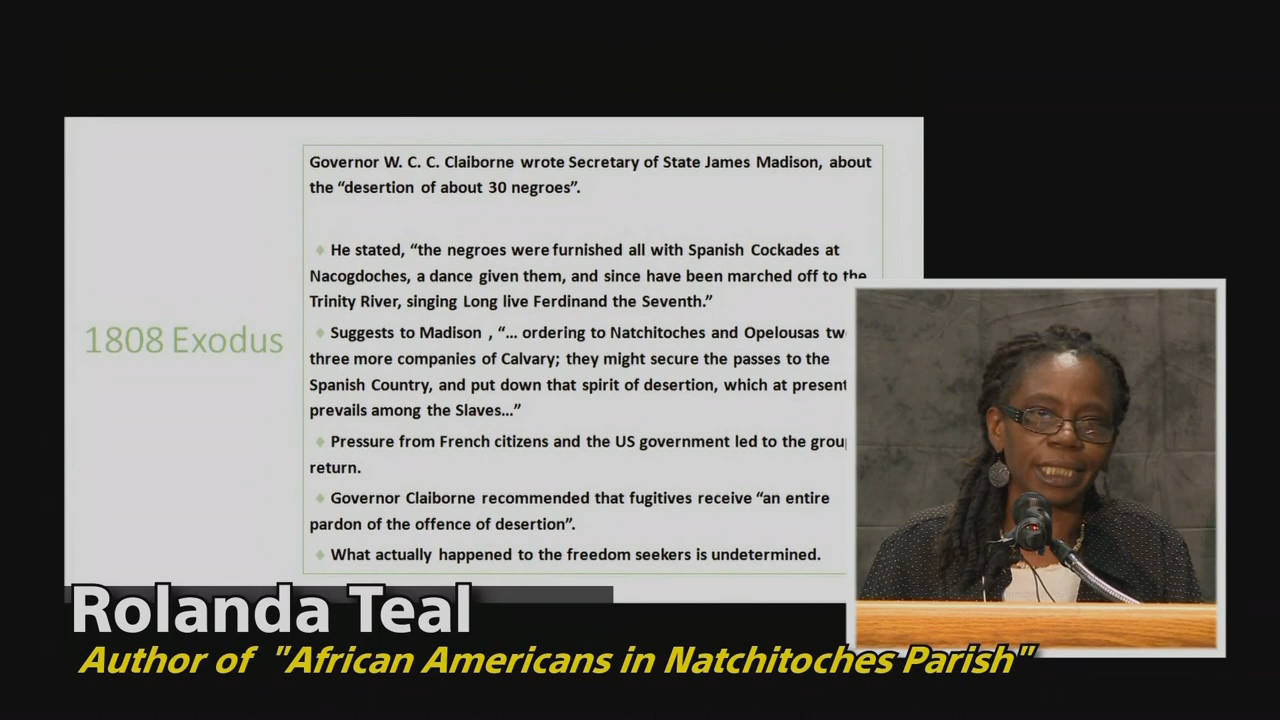 Governor W. C. C. Claiborne wrote Secretary of State James Madison, about
the “desertion of about 30 negroes”.
He stated, “the negroes were furnished all with Spanish Cockades at
Nacogdoches, a dance given them, and since have been marched off to the
Trinity River, singing Long live Ferdinand the Seventh.”
1808 Exodus
Suggests to Madison , “... ordering to Natchitoches and Opelousas
three more companies of Calvary; they might secure the passes to the
Spanish Country, and put down that spirit of desertion, which at present
prevails among the Slaves...”
Pressure from French citizens and the US government led to the
return.
Governor Claiborne recommended that fugitives receive “an entire
pardon of the offence of desertion”.
What actually happened to the freedom seekers is undetermined.
Rolanda Teal
Author of "African Americans in Natchitoches Parish"